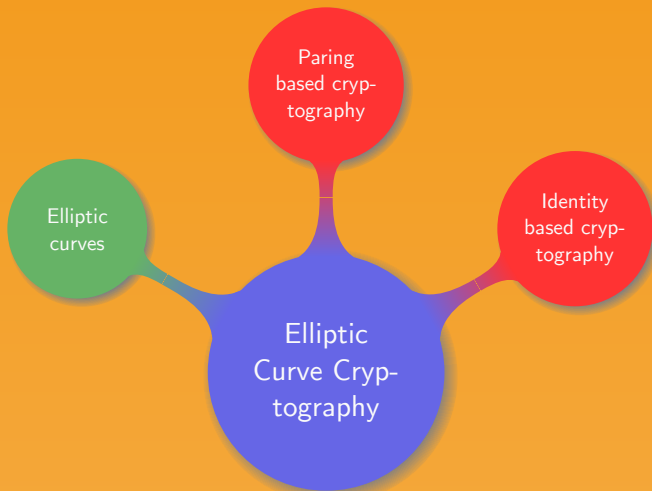 Paring
based cryp-
tography
Elliptic
curves
Identity
based cryp-
tography
Elliptic
Curve Cryp-
tography